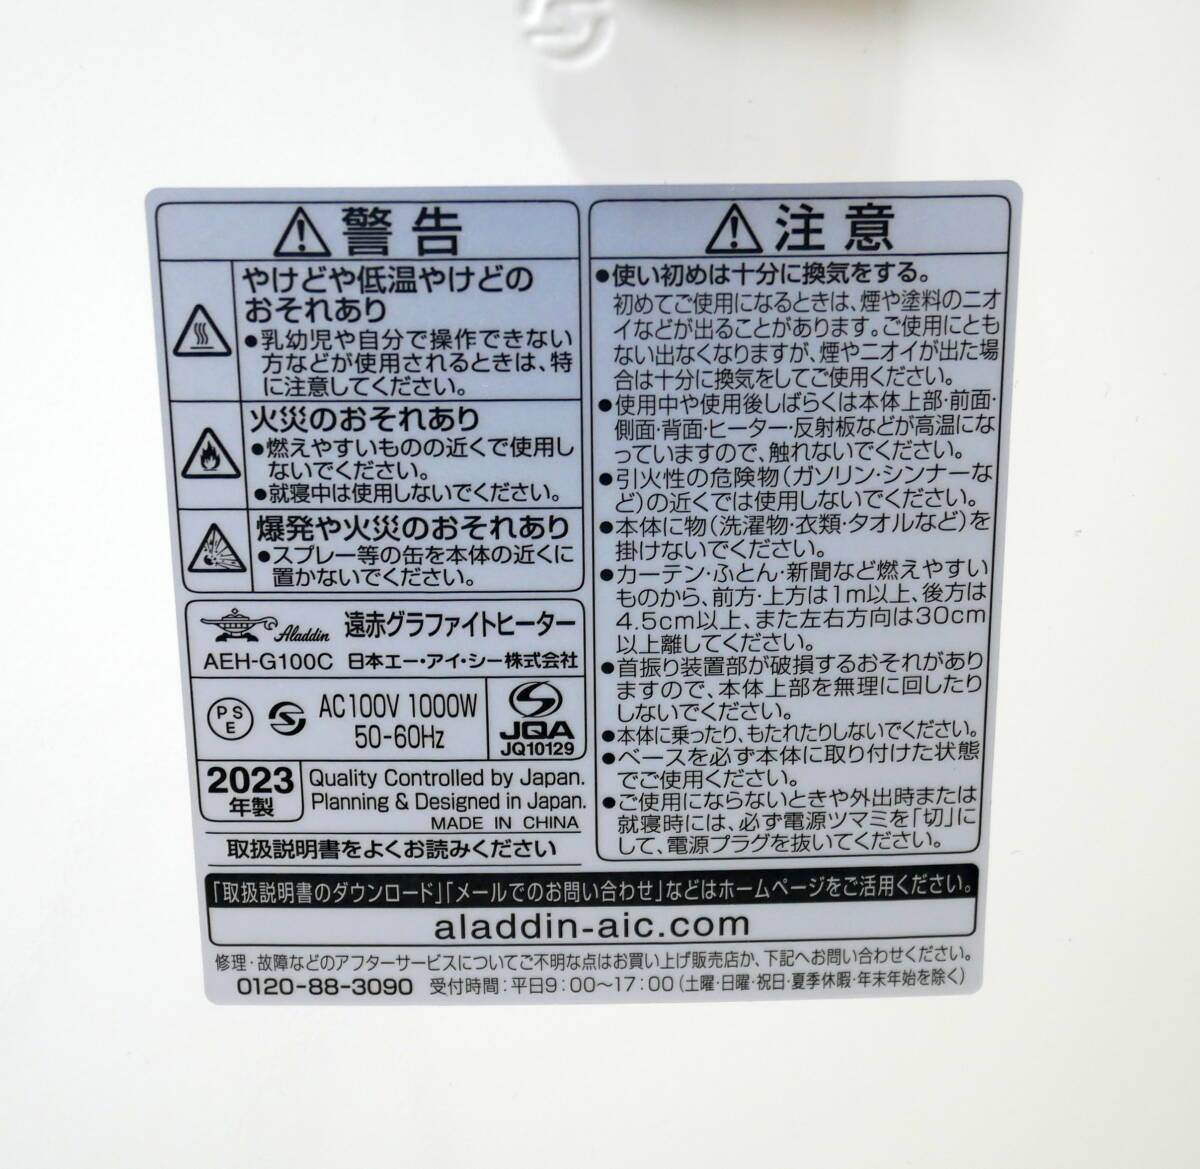 警告
やけどや低温やけどの
おそれあり
●乳幼児や自分で操作できない
方などが使用されるときは、特
に注意してください。
火災のおそれあり
●燃えやすいものの近くで使用し
ないでください。
●就寝中は使用しないでください。
爆発や火災のおそれあり
●スプレー等の缶を本体の近くに
置かないでください。
Aladdin 遠赤グラファイトヒーター
AEH-G100C 日本エー・アイ・シー株式会社
PSE
AC100V 1000W
50-60Hz
JQA
JQ10129
2023
年製
Quality Controlled by Japan.
Planning & Designed in Japan.
MADE IN CHINA
取扱説明書をよくお読みください
注意
●使い初めは十分に換気をする。
初めてご使用になるときは、煙や塗料のニオ
イなどが出ることがあります。ご使用にとも
ない出なくなりますが、煙やニオイが出た場
合は十分に換気をしてご使用ください。
●使用中や使用後しばらくは本体上部・前面・
側面・背面・ヒーター・反射板などが高温にな
っていますので、触れないでください。
●引火性の危険物(ガソリン・シンナーな
ど)の近くでは使用しないでください。
●本体に物(洗濯物・衣類・タオルなど)を
掛けないでください。
●カーテン・ふとん・新聞など燃えやすい
ものから、前方・上方は1m以上、後方は
4.5cm以上、また左右方向は30cm
以上離してください。
●首振り装置部が破損するおそれがあり
ますので、本体上部を無理に回したり
しないでください。
●本体に乗ったり、もたれたりしないでください。
●ベースを必ず本体に取り付けた状態
でご使用ください。
●ご使用にならないときや外出時または
就寝時には、必ず電源ツマミを「切」に
して、電源プラグを抜いてください。
「取扱説明書のダウンロード」「メールでのお問い合わせ」などはホームページをご活用ください。
aladdin-aic.com
修理・故障などのアフターサービスについてご不明な点はお買い上げ販売店か、下記へお問い合わせください。
0120-88-3090 受付時間:平日9:00〜17:00(土曜・日曜・祝日・夏季休暇・年末年始を除く)